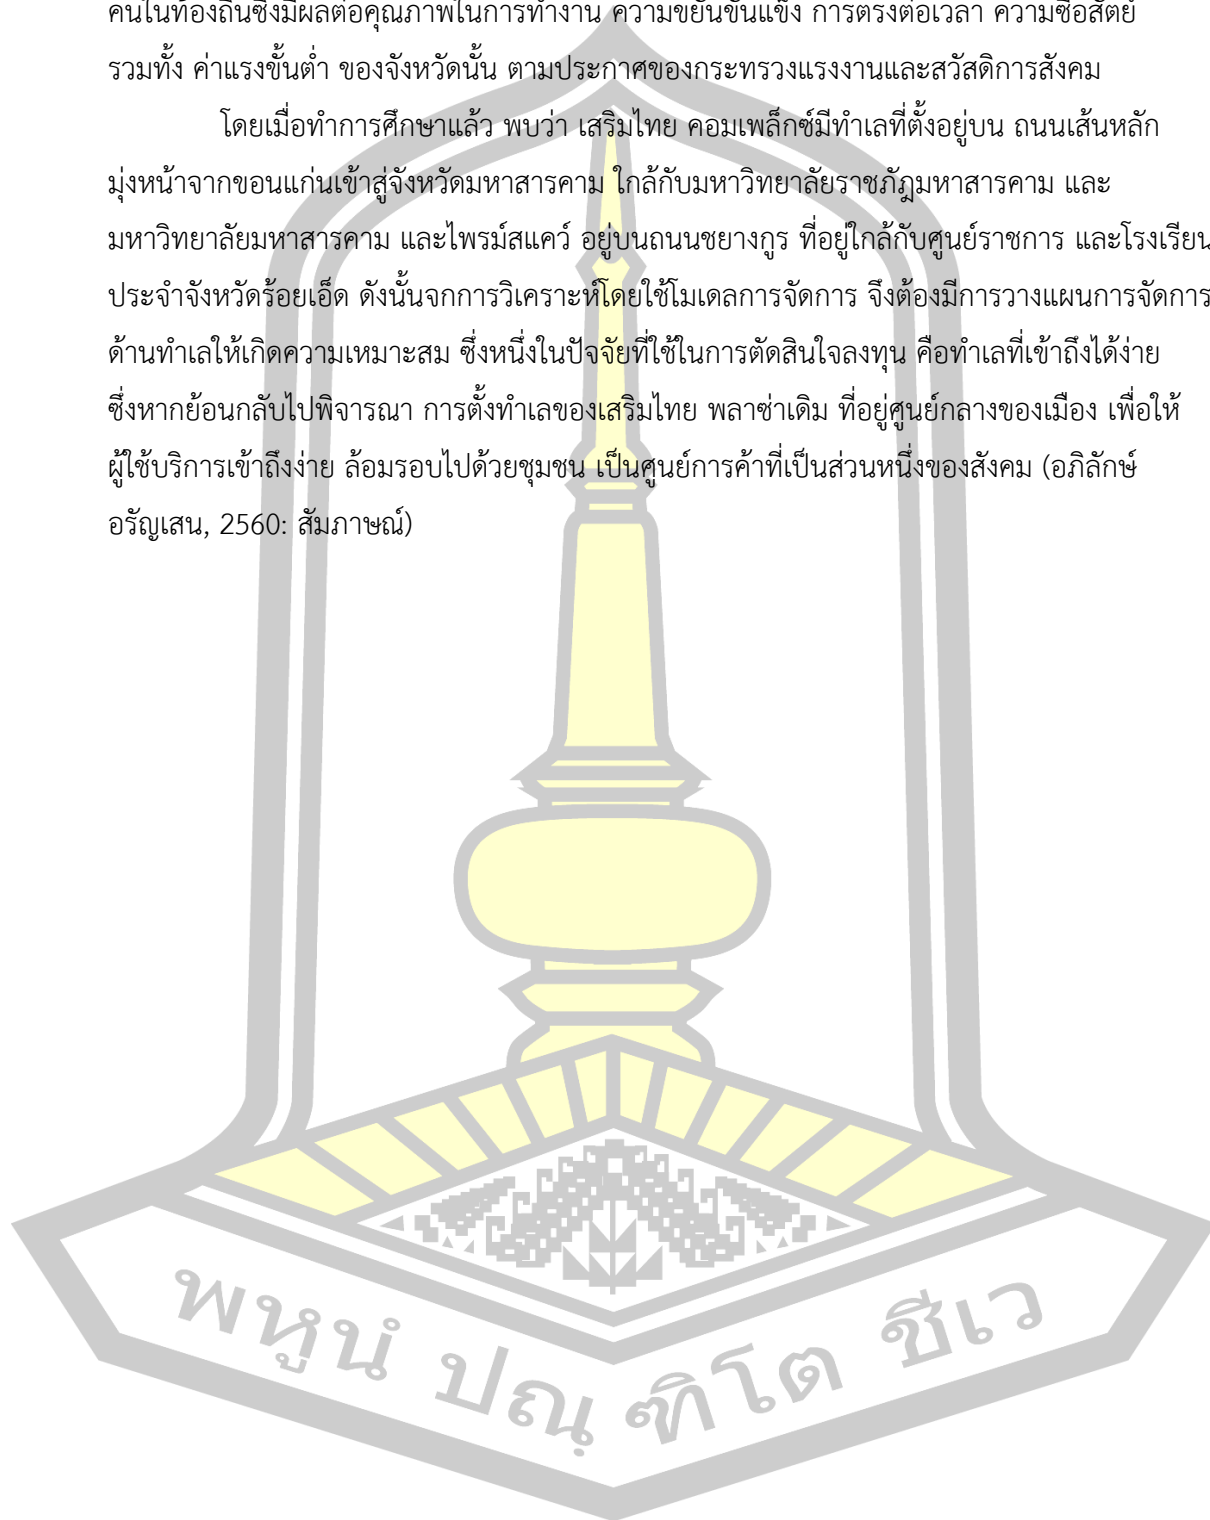 คนในท้องถิ่นซึ่งมีผลต่อคุณภาพในการทำงาน ความขยันขันแข็ง การตรงต่อเวลา ความซื่อสัตย์
รวมทั้ง ค่าแรงขั้นต่ำ ของจังหวัดนั้น ตามประกาศของกระทรวงแรงงานและสวัสดิการสังคม
โดยเมื่อทำการศึกษาแล้ว พบว่า เสริมไทย คอมเพล็กซ์มีทำเลที่ตั้งอยู่บน ถนนเส้นหลัก
มุ่งหน้าจากขอนแก่นเข้าสู่จังหวัดมหาสารคาม ใกล้กับมหาวิทยาลัยราชภัฏมหาสารคาม และ
มหาวิทยาลัยมหาสารคาม และไพรม์สแควร์ อยู่บนถนนชยางกูร ที่อยู่ใกล้กับศูนย์ราชการ และโรงเรียน
ประจำจังหวัดร้อยเอ็ด ดังนั้นจกการวิเคราะห์โดยใช้โมเดลการจัดการ จึงต้องมีการวางแผนการจัดการ
ด้านทำเลให้เกิดความเหมาะสม ซึ่งหนึ่งในปัจจัยที่ใช้ในการตัดสินใจลงทุน คือทำเลที่เข้าถึงได้ง่าย
ซึ่งหากย้อนกลับไปพิจารณา การตั้งทำเลของเสริมไทย พลาซ่าเดิม ที่อยู่ศูนย์กลางของเมือง เพื่อให้
ผู้ใช้บริการเข้าถึงง่าย ล้อมรอบไปด้วยชุมชน เป็นศูนย์การค้าที่เป็นส่วนหนึ่งของสังคม (อภิลักษ์
อรัญเสน, 2560: สัมภาษณ์)
พหูนํ ปณฺฑิโต ชีเว